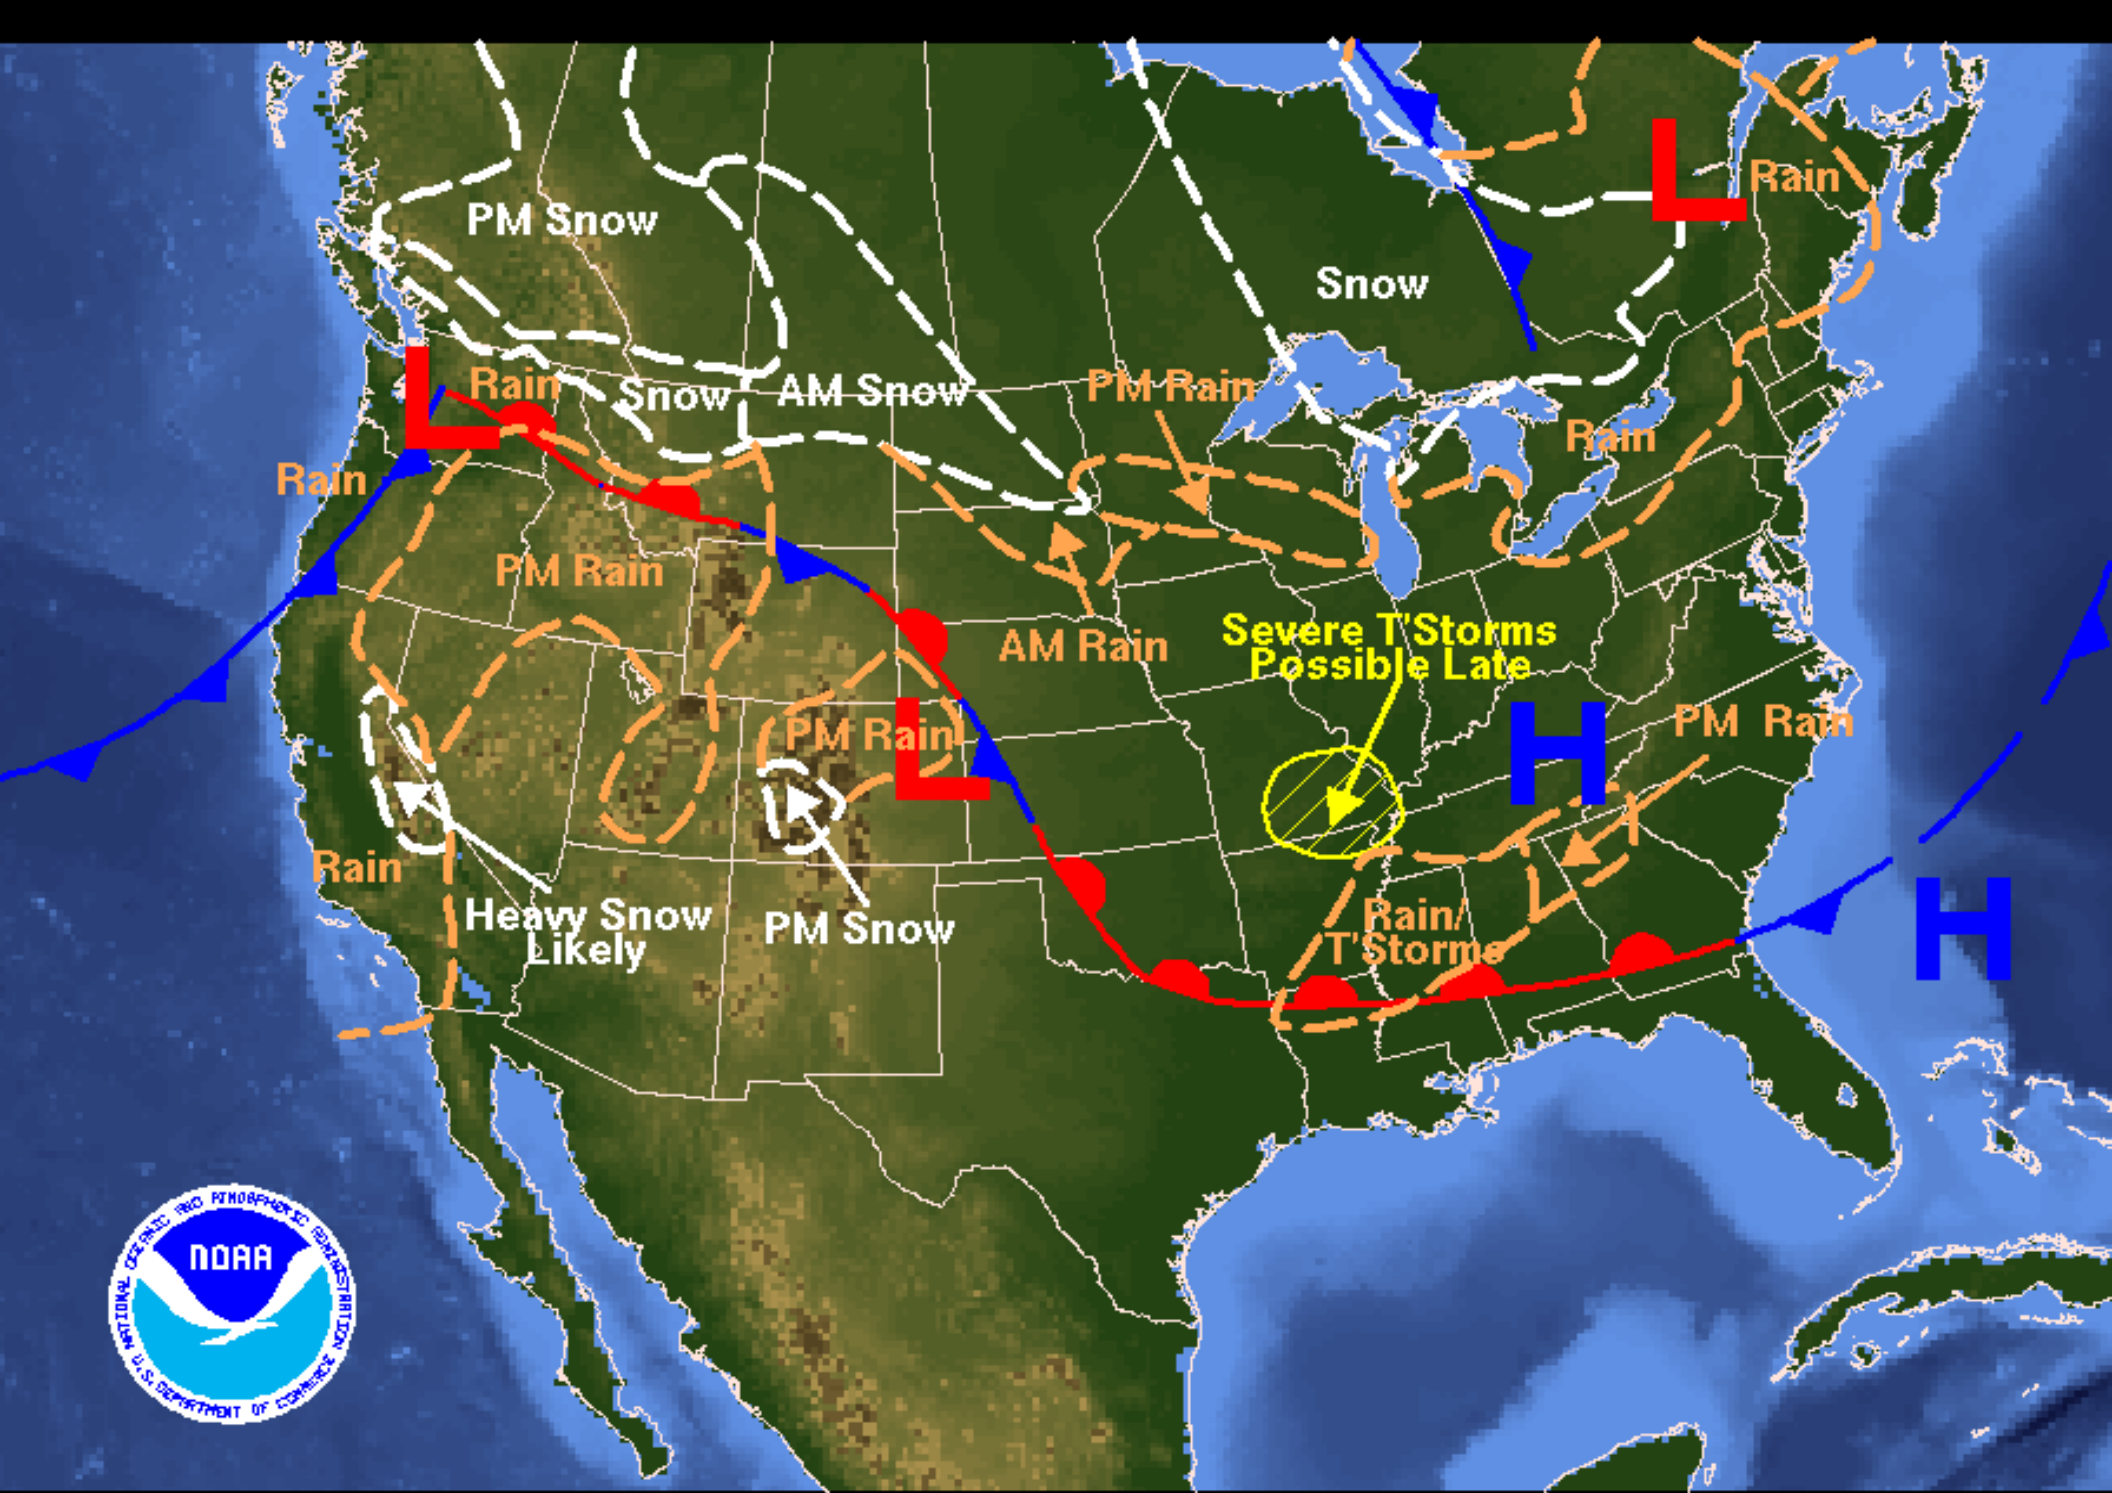 Rain
PM Snow
Snow
Rain
Snow
AM Snow
PM Rain
Rain
Rain
PM Rain
AM Rain
Severe T'Storms
Possible Late
PM Rain
PM Rain
Rain
Heavy Snow
Likely
PM Snow
Rain/
T'Storms
L
L
L
H
H
NATIONAL OCEANIC AND ATMOSPHERIC ADMINISTRATION
NOAA
U.S. DEPARTMENT OF COMMERCE